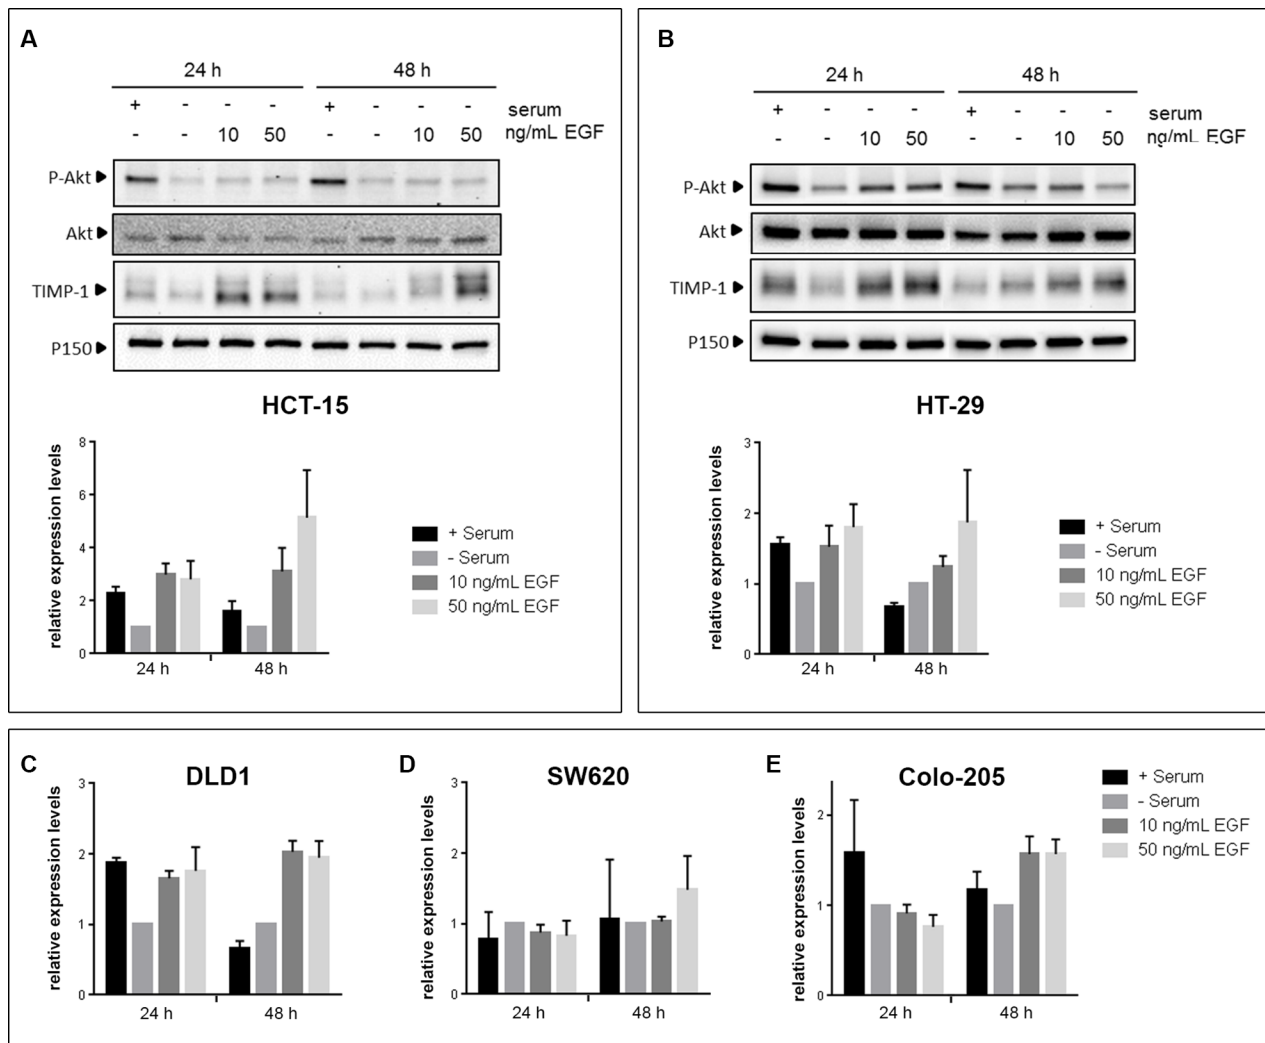 A
24 h 48 h
+ - - - + - - - serum
- - 10 50 - - 10 50 ng/mL EGF
P-Akt
Akt
TIMP-1
P150
HCT-15
relative expression levels
8
6
4
2
0
24 h 48 h
+ Serum
- Serum
10 ng/mL EGF
50 ng/mL EGF
B
24 h 48 h
+ - - - + - - - serum
- - 10 50 - - 10 50 ng/mL EGF
P-Akt
Akt
TIMP-1
P150
HT-29
relative expression levels
3
2
1
0
24 h 48 h
+ Serum
- Serum
10 ng/mL EGF
50 ng/mL EGF
C
DLD1
relative expression levels
3
2
1
0
24 h 48 h
D
SW620
relative expression levels
3
2
1
0
24 h 48 h
E
Colo-205
relative expression levels
2
1
0
24 h 48 h
+ Serum
- Serum
10 ng/mL EGF
50 ng/mL EGF